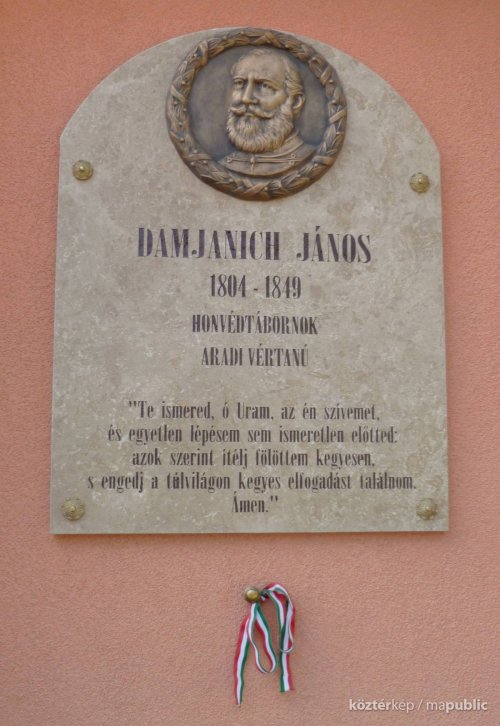 DAMJANICH JÁNOS
1804 - 1849
HONVÉDTÁBORNOK
ARADI VÉRTANÚ
"Te ismered, ó Uram, az én szívemet,
és egyetlen lépésem sem ismeretlen előtted:
azok szerint ítélj fölöttem kegyesen,
s engedj a túlvilágon kegyes elfogadást találnom.
Ámen."
köztérkép / mapublic